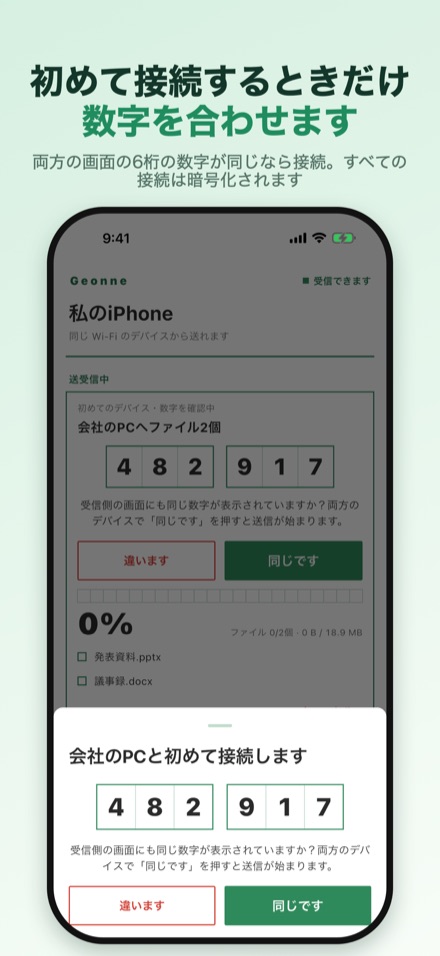 初めて接続するときだけ
数字を合わせます
両方の画面の6桁の数字が同じなら接続。すべての
接続は暗号化されます
9:41
Geonne
受信できます
私のiPhone
同じ Wi-Fi のデバイスから送れます
送受信中
初めてのデバイス・数字を確認中
会社のPCへファイル2個
4 8 2 9 1 7
受信側の画面にも同じ数字が表示されていますか？両方の
デバイスで「同じです」を押すと送信が始まります。
違います 同じです
0%
ファイル 0/2個 · 0 B / 18.9 MB
発表資料.pptx
議事録.docx
会社のPCと初めて接続します
4 8 2 9 1 7
受信側の画面にも同じ数字が表示されていますか？両方のデバ
イスで「同じです」を押すと送信が始まります。
違います 同じです